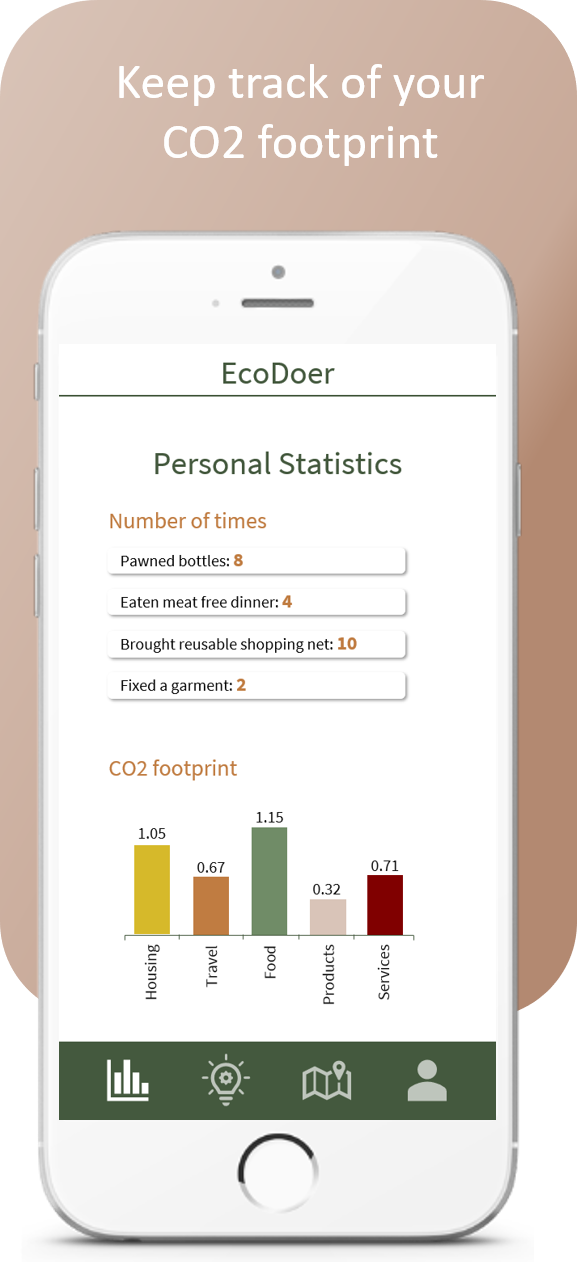 Keep track of your
CO2 footprint
EcoDoer
Personal Statistics
Number of times
Pawned bottles: 8
Eaten meat free dinner: 4
Brought reusable shopping net: 10
Fixed a garment: 2
CO2 footprint
1.05
0.67
1.15
0.32
0.71
Housing
Travel
Food
Products
Services